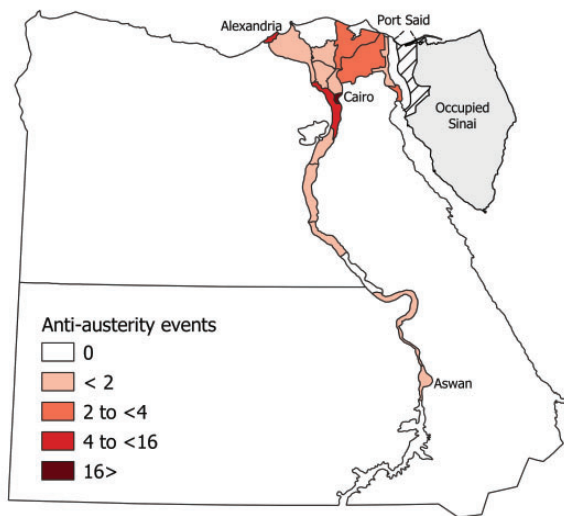 Alexandria
Port Said
Cairo
Occupied
Sinai
Anti-austerity events
0
< 2
2 to <4
4 to <16
16>
Aswan